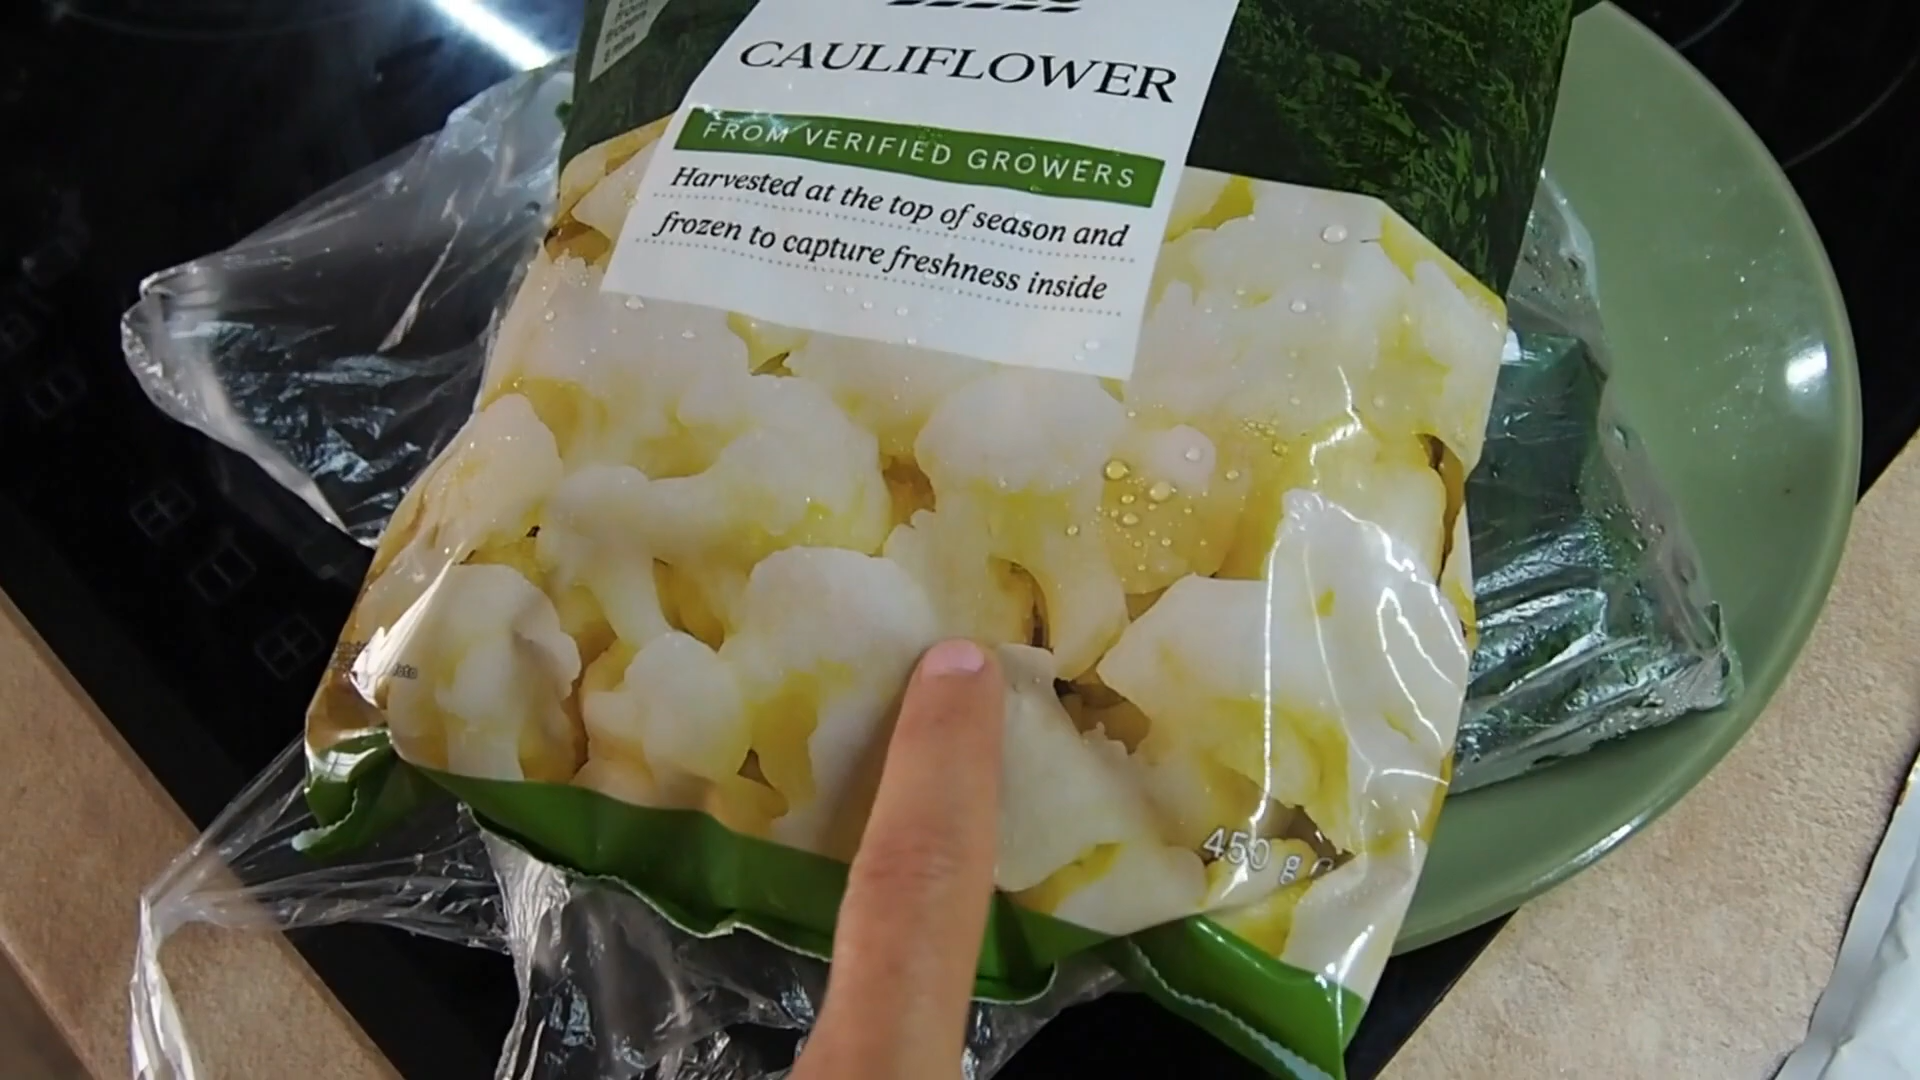 CAULIFLOWER
FROM VERIFIED GROWERS
Harvested at the top of season and
frozen to capture freshness inside
450 g